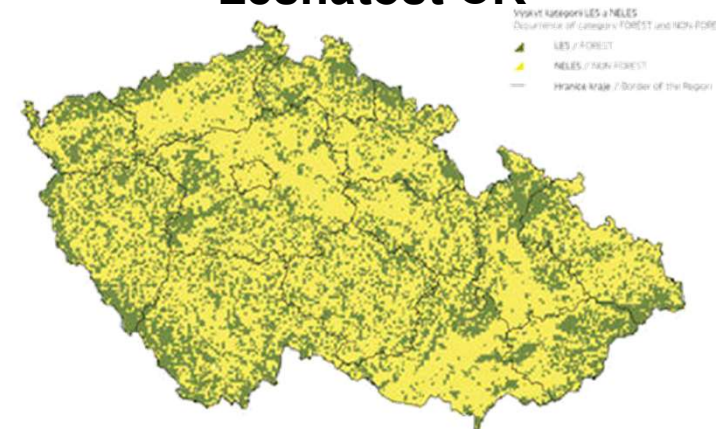 Lesnatost ČR
Výskyt kategorií LES a NELES
Occurrence of category FOREST and NON-FORE
LES / FOREST
NELES / NON-FOREST
Hranice kraje / Border of the Region